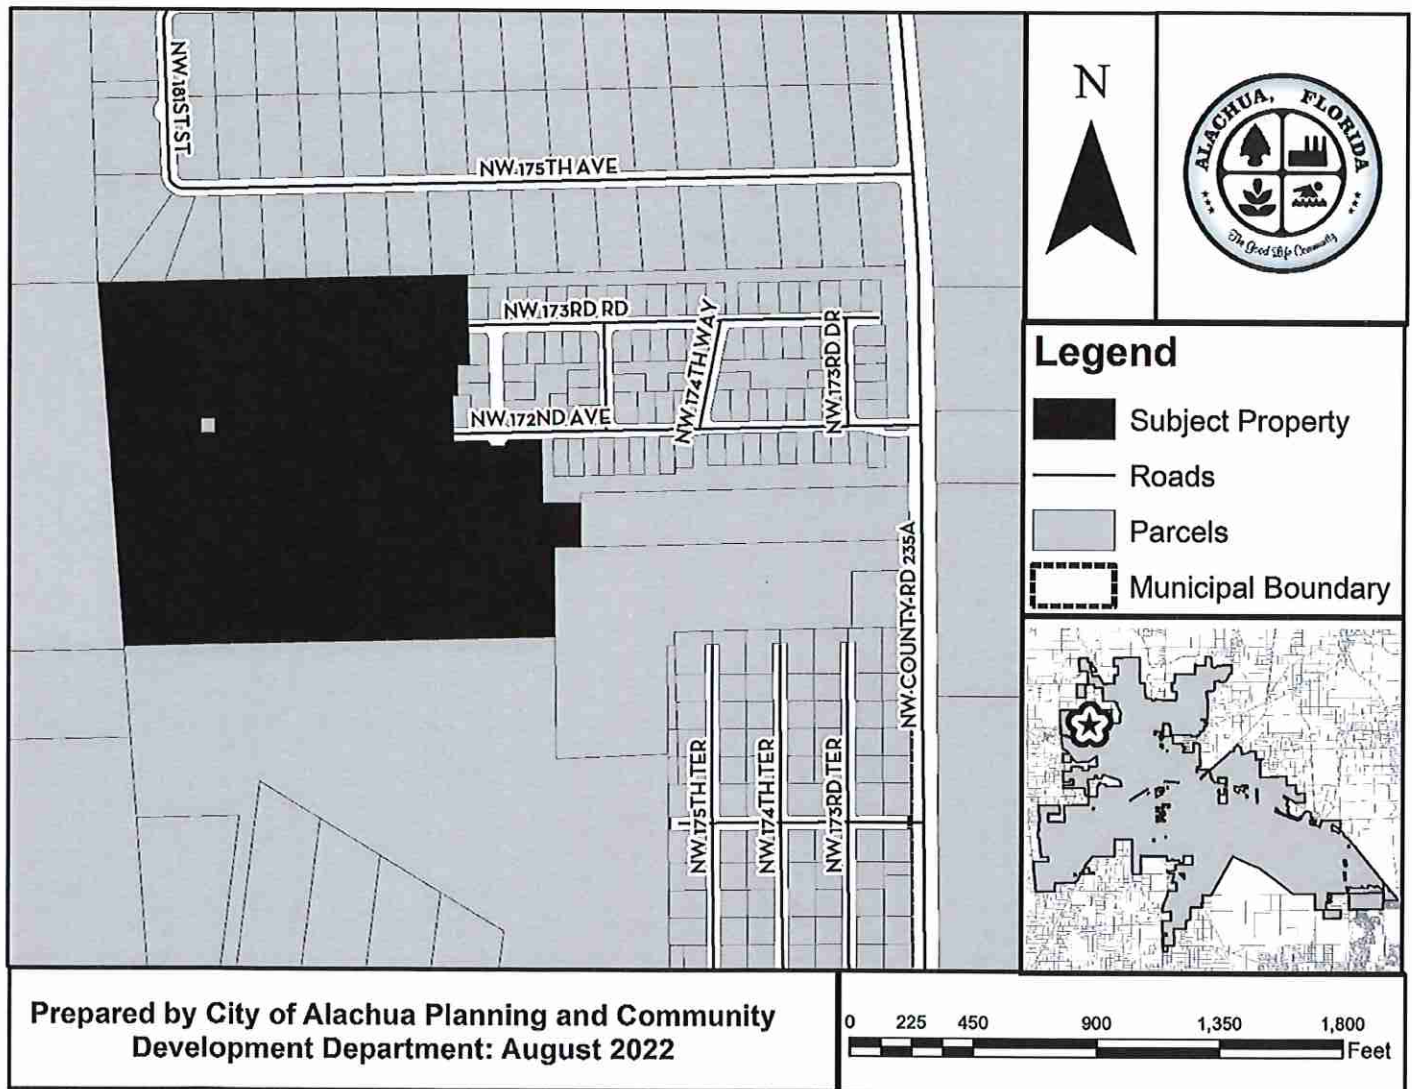 NW 181ST ST
NW 175TH AVE
NW 173RD RD
NW 174TH WAY
NW 173RD DR
NW 172ND AVE
NW COUNTY RD 235A
NW 175TH TER
NW 174TH TER
NW 173RD TER
N
ALACHUA, FLORIDA
The Good Life Community
Legend
Subject Property
Roads
Parcels
Municipal Boundary
Prepared by City of Alachua Planning and Community
Development Department: August 2022
0 225 450 900 1,350 1,800
Feet